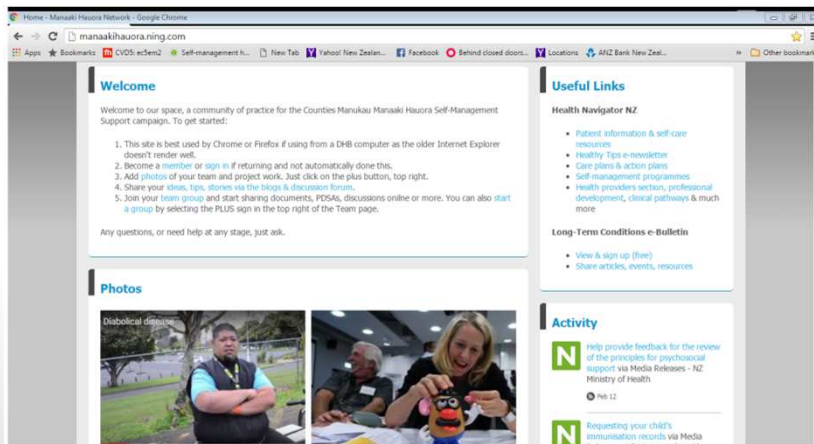 Home - Manaaki Hauora Network - Google Chrome
manaakihauora.ning.com
Apps Bookmarks CVDS: ec5em2 Self-management h... New Tab Yahoo! New Zealan... Facebook Behind closed doors... Locations ANZ Bank New Zeal... » Other bookmar
Welcome
Welcome to our space, a community of practice for the Counties Manukau Manaaki Hauora Self-Management
Support campaign. To get started:
1. This site is best used by Chrome or Firefox if using from a DHB computer as the older Internet Explorer
doesn't render well.
2. Become a member or sign in if returning and not automatically done this.
3. Add photos of your team and project work. Just click on the plus button, top right.
4. Share your ideas, tips, stories via the blogs & discussion forum.
5. Join your team group and start sharing documents, PDSAs, discussions online or more. You can also start
a group by selecting the PLUS sign in the top right of the Team page.
Any questions, or need help at any stage, just ask.
Photos
Diabolical disease
Useful Links
Health Navigator NZ
• Patient information & self-care
resources
• Healthy Tips e-newsletter
• Care plans & action plans
• Self-management programmes
• Health providers section, professional
development, clinical pathways & much
more
Long-Term Conditions e-Bulletin
• View & sign up (free)
• Share articles, events, resources
Activity
N
Help provide feedback for the review
of the principles for psychosocial
support via Media Releases - NZ
Ministry of Health
Feb 12
N
Requesting your child's
immunisation records via Media